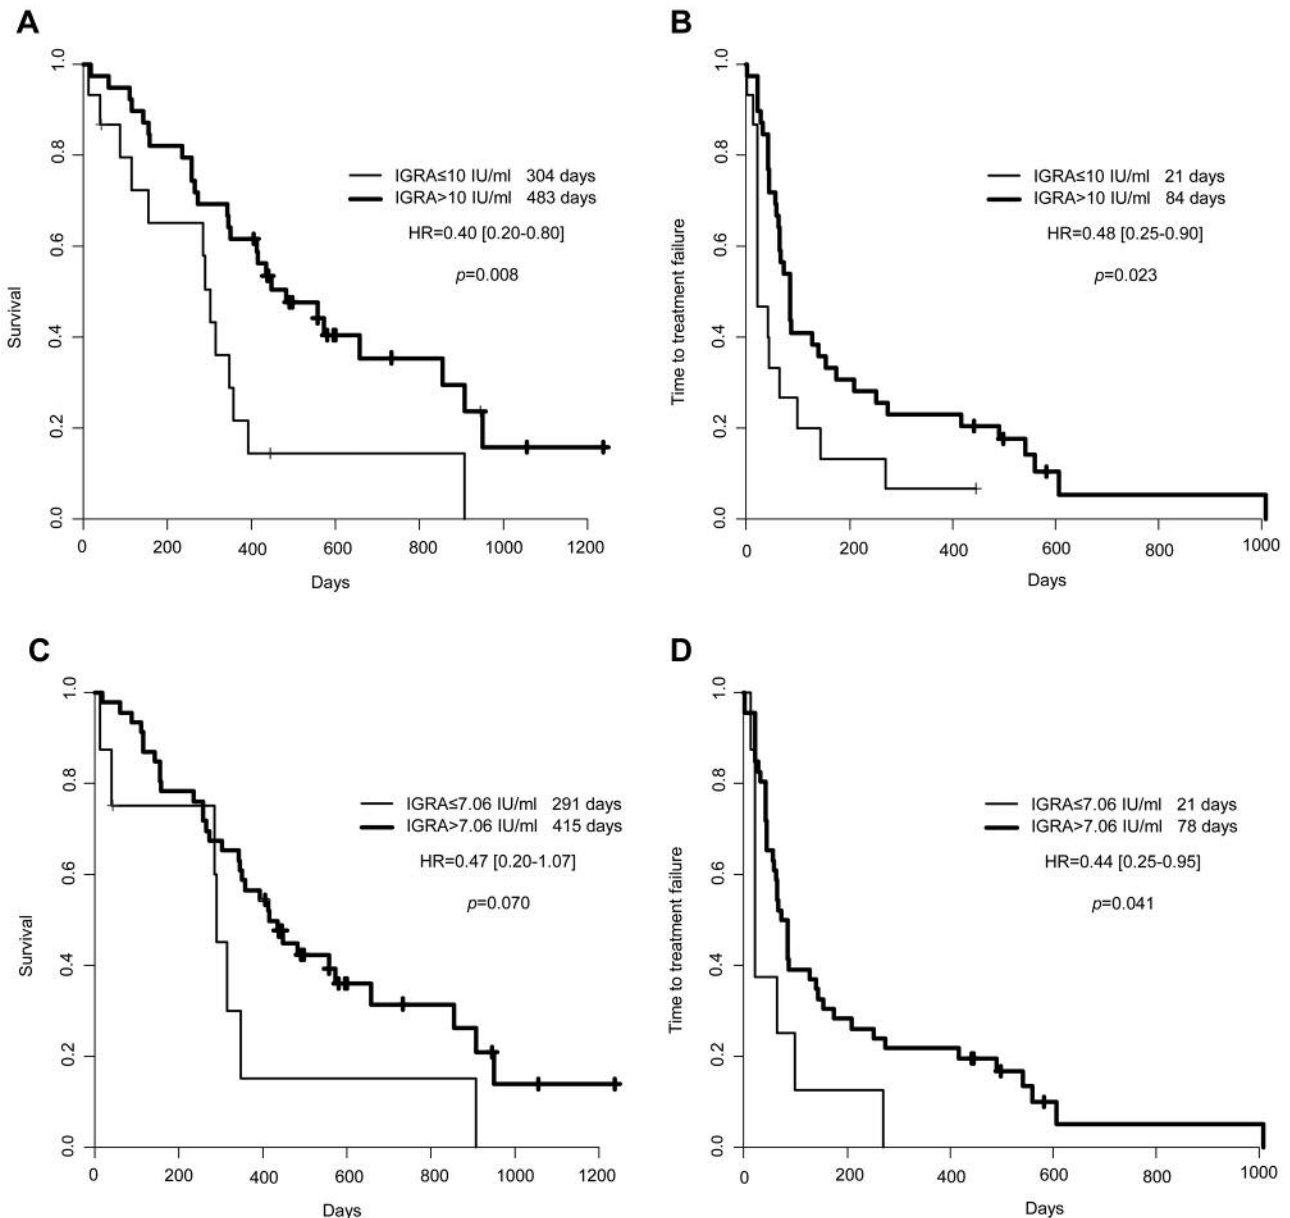 A
1.0
0.8
0.6
0.4
0.2
0.0
Survival
IGRA≤10 IU/ml 304 days
IGRA>10 IU/ml 483 days
HR=0.40 [0.20-0.80]
p=0.008
0 200 400 600 800 1000 1200
Days
B
1.0
0.8
0.6
0.4
0.2
0.0
Time to treatment failure
IGRA≤10 IU/ml 21 days
IGRA>10 IU/ml 84 days
HR=0.48 [0.25-0.90]
p=0.023
0 200 400 600 800 1000
Days
C
1.0
0.8
0.6
0.4
0.2
0.0
Survival
IGRA≤7.06 IU/ml 291 days
IGRA>7.06 IU/ml 415 days
HR=0.47 [0.20-1.07]
p=0.070
0 200 400 600 800 1000 1200
Days
D
1.0
0.8
0.6
0.4
0.2
0.0
Time to treatment failure
IGRA≤7.06 IU/ml 21 days
IGRA>7.06 IU/ml 78 days
HR=0.44 [0.25-0.95]
p=0.041
0 200 400 600 800 1000
Days